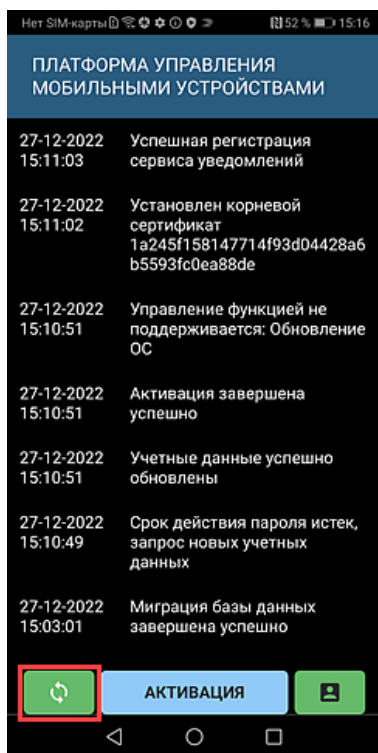 Нет SIM-карты 52 % 15:16
ПЛАТФОРМА УПРАВЛЕНИЯ
МОБИЛЬНЫМИ УСТРОЙСТВАМИ
27-12-2022 Успешная регистрация
15:11:03 сервиса уведомлений
27-12-2022 Установлен корневой
15:11:02 сертификат
1a245f158147714f93d04428a6
b5593fc0ea88de
27-12-2022 Управление функцией не
15:10:51 поддерживается: Обновление
ОС
27-12-2022 Активация завершена
15:10:51 успешно
27-12-2022 Учетные данные успешно
15:10:51 обновлены
27-12-2022 Срок действия пароля истек,
15:10:49 запрос новых учетных
данных
27-12-2022 Миграция базы данных
15:03:01 завершена успешно
АКТИВАЦИЯ